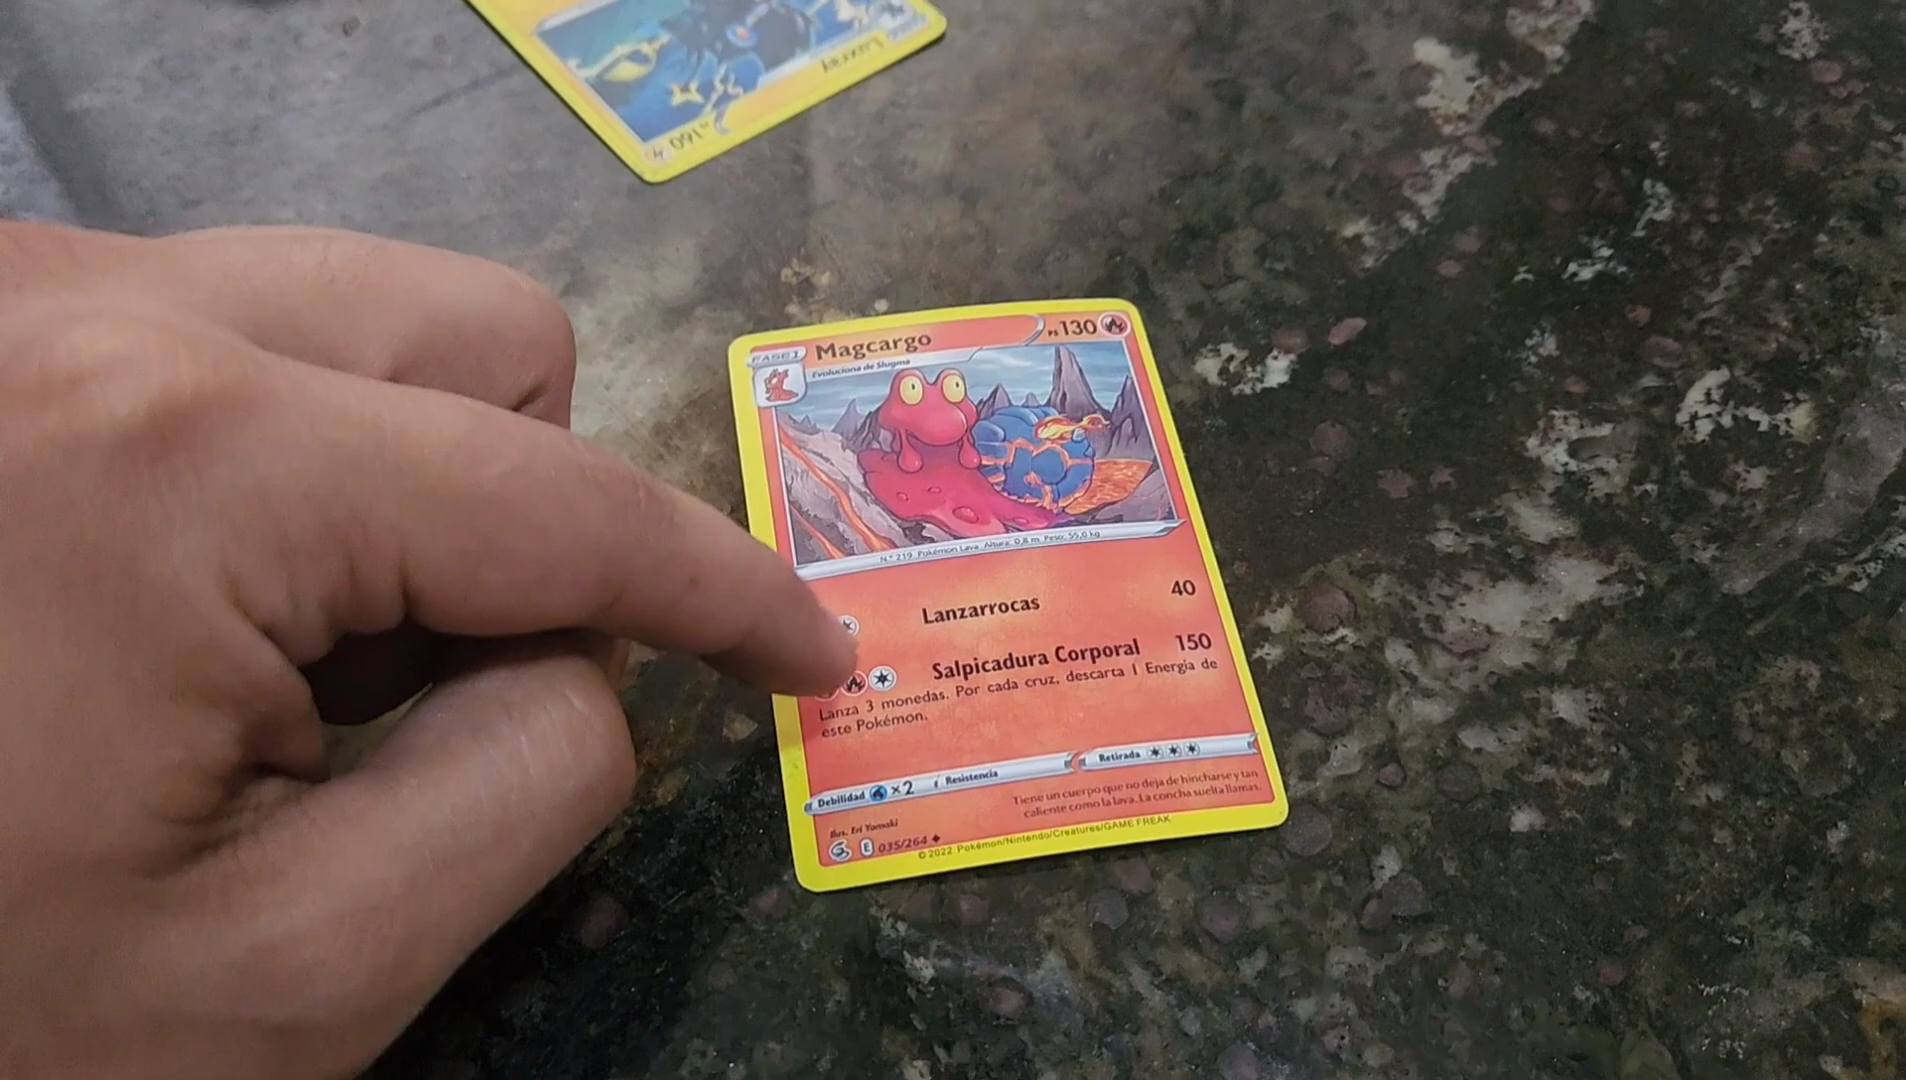 Luxray
160
FASE 1
Magcargo
PS 130
Evoluciona de Slugma
N.º 219 Pokémon Lava Altura: 0,8 m Peso: 55,0 kg
Lanzarrocas 40
Salpicadura Corporal 150
Lanza 3 monedas. Por cada cruz, descarta 1 Energía de
este Pokémon.
Debilidad ×2 Resistencia Retirada
Tiene un cuerpo que no deja de hincharse y tan
caliente como la lava. La concha suelta llamas.
Ilus. Eri Yamaki
E 035/264
©2022 Pokémon/Nintendo/Creatures/GAME FREAK